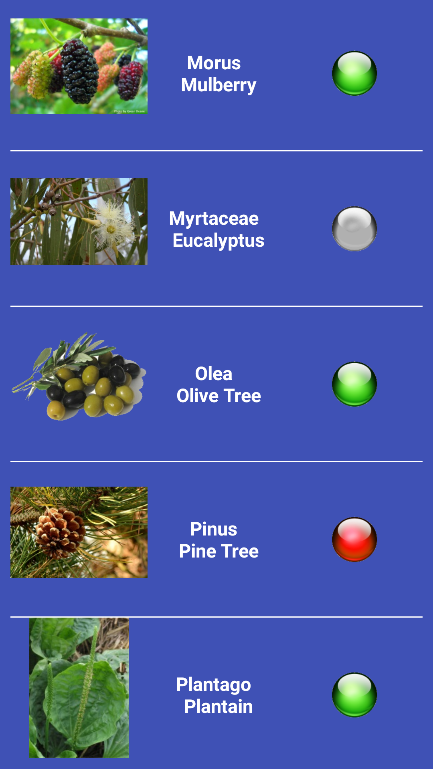 Morus
Mulberry
Myrtaceae
Eucalyptus
Olea
Olive Tree
Pinus
Pine Tree
Plantago
Plantain